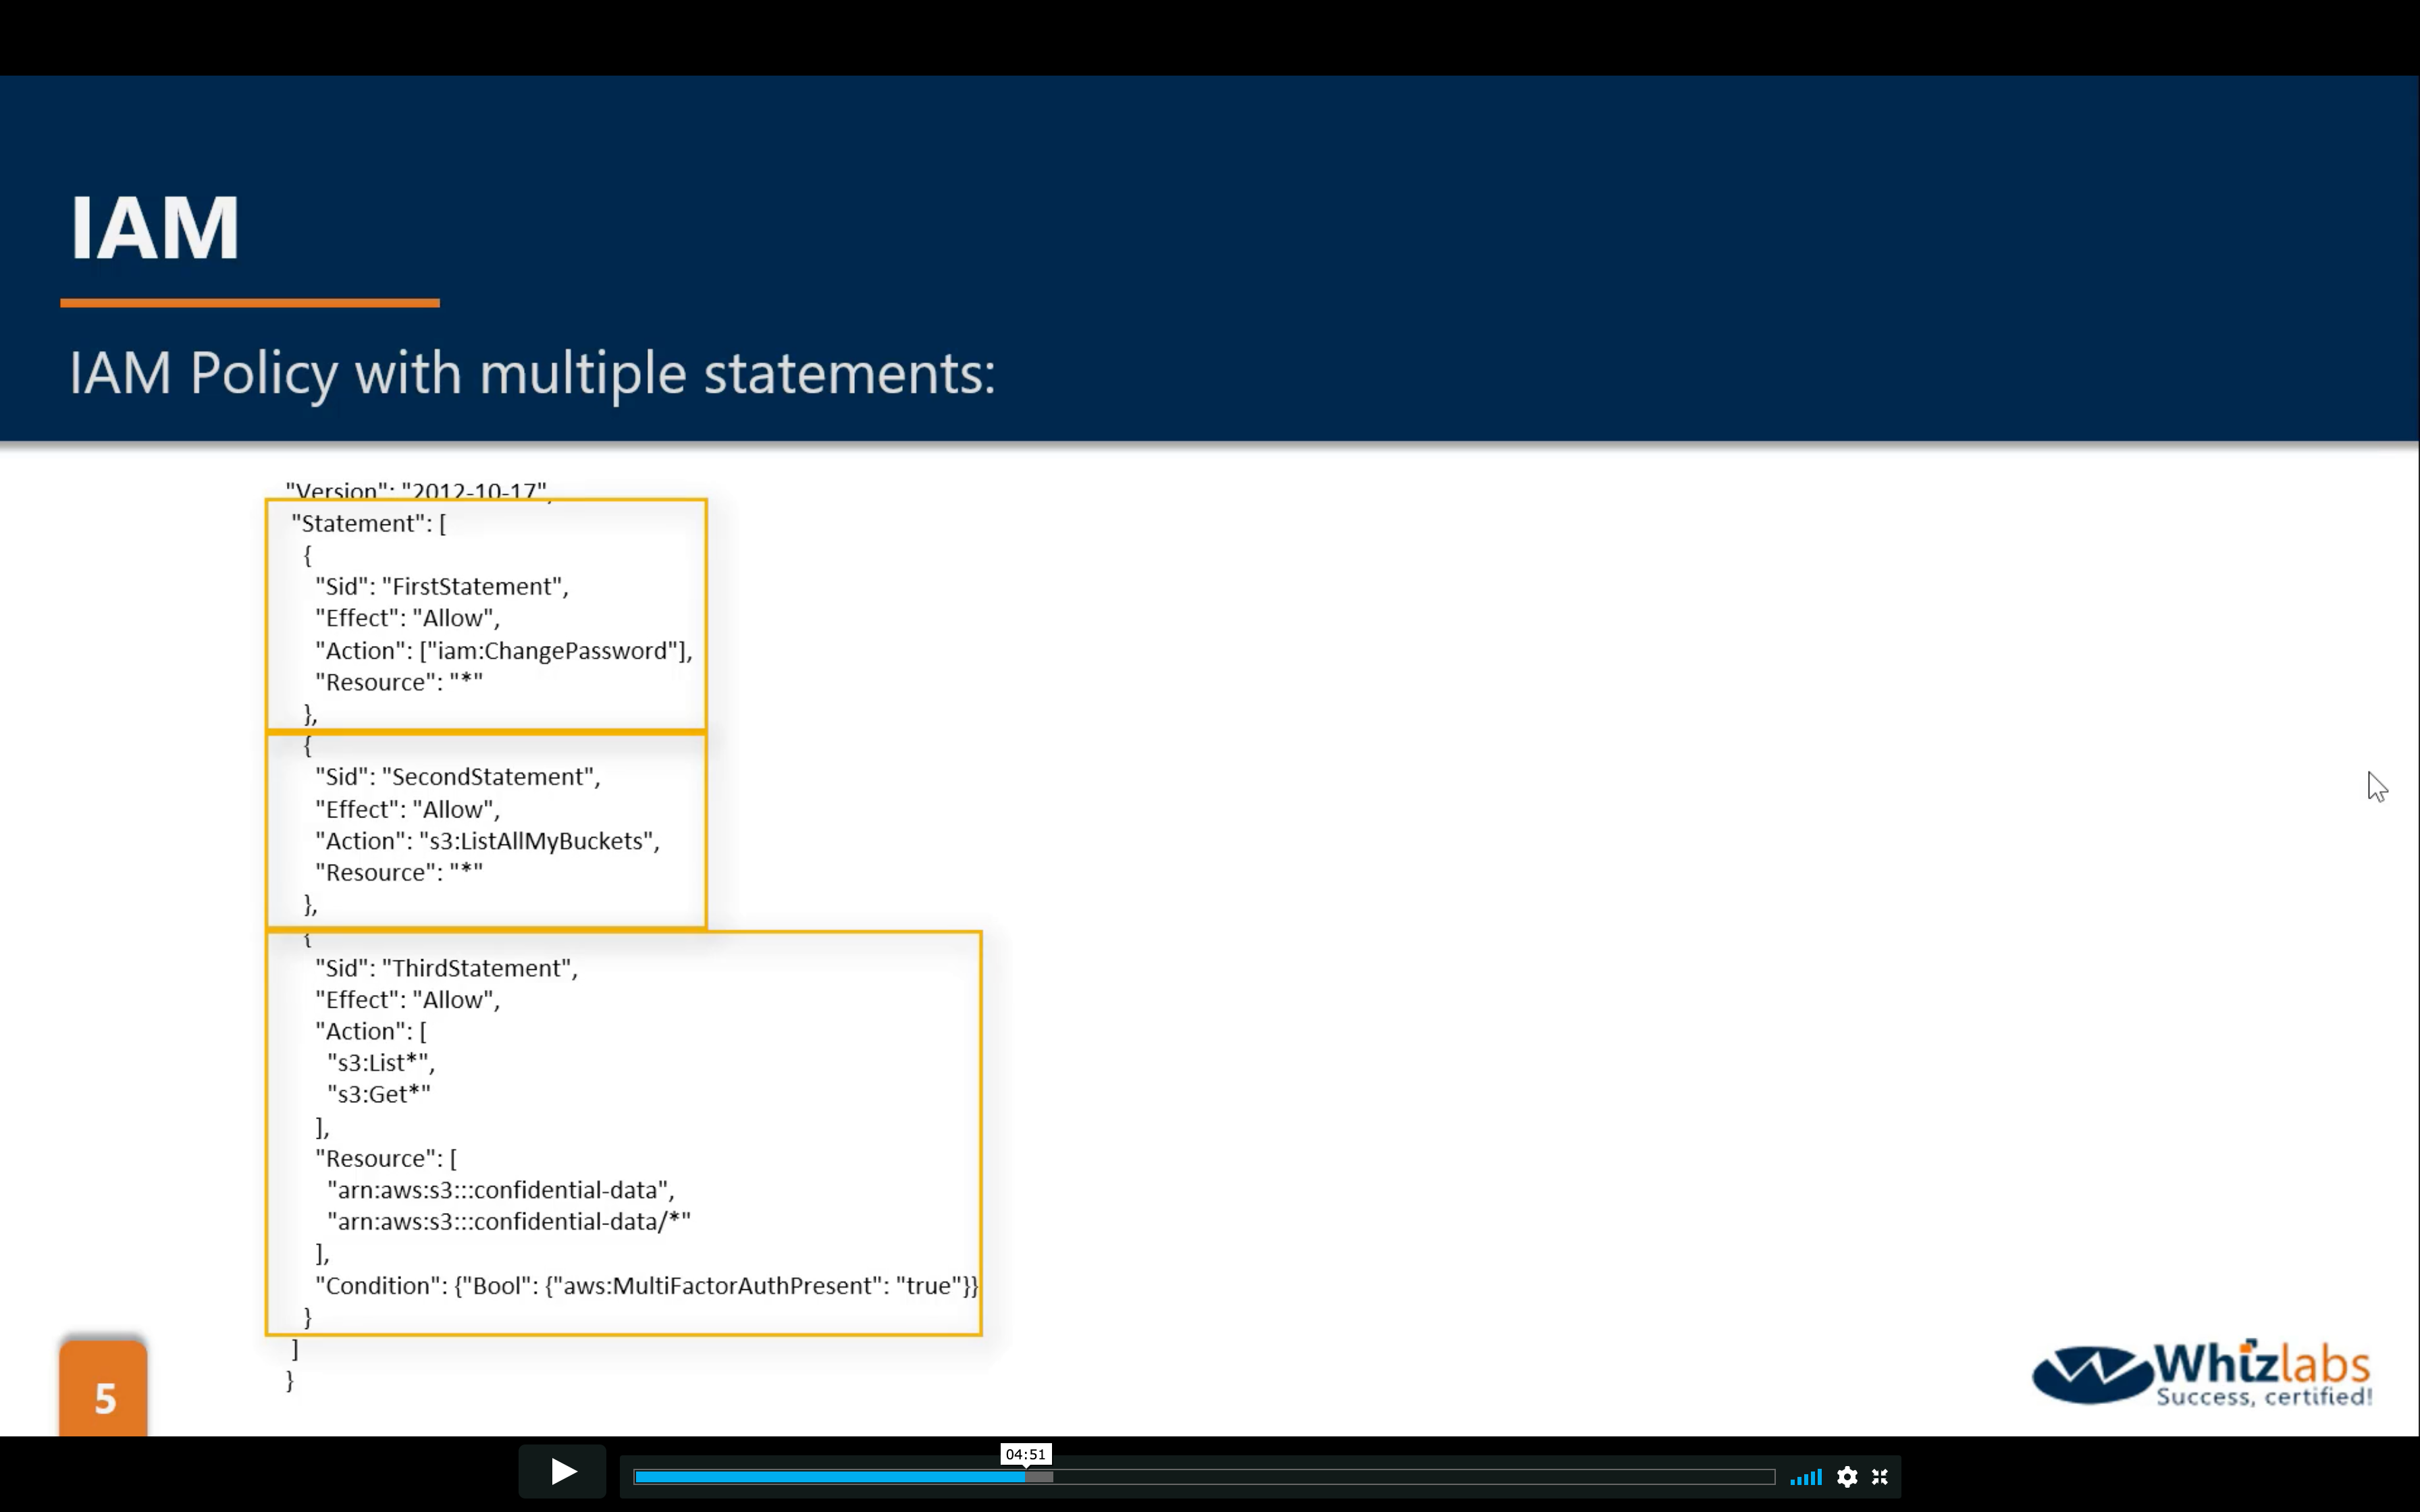 IAM
IAM Policy with multiple statements:
"Version": "2012-10-17",
"Statement": [
{
"Sid": "FirstStatement",
"Effect": "Allow",
"Action": ["iam:ChangePassword"],
"Resource": "*"
},
{
"Sid": "SecondStatement",
"Effect": "Allow",
"Action": "s3:ListAllMyBuckets",
"Resource": "*"
},
{
"Sid": "ThirdStatement",
"Effect": "Allow",
"Action": [
"s3:List*",
"s3:Get*"
],
"Resource": [
"arn:aws:s3:::confidential-data",
"arn:aws:s3:::confidential-data/*"
],
"Condition": {"Bool": {"aws:MultiFactorAuthPresent": "true"}}
}
]
}
5
Whizlabs
Success, certified!
04:51